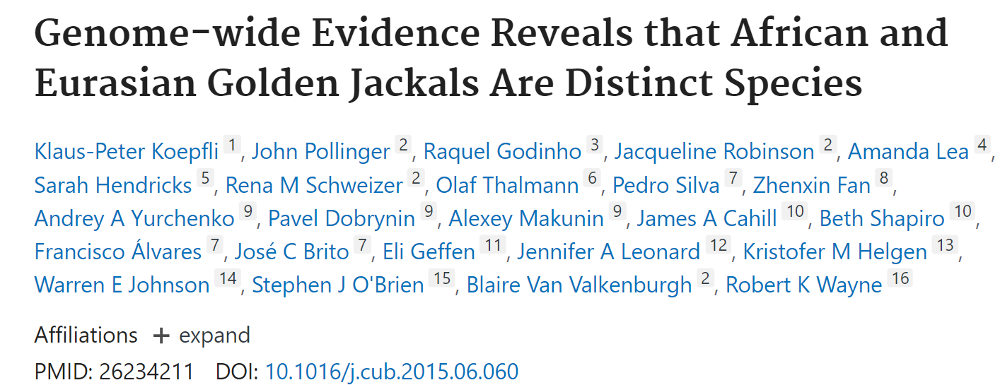 Genome-wide Evidence Reveals that African and
Eurasian Golden Jackals Are Distinct Species
Klaus-Peter Koepfli 1, John Pollinger 2, Raquel Godinho 3, Jacqueline Robinson 2, Amanda Lea 4,
Sarah Hendricks 5, Rena M Schweizer 2, Olaf Thalmann 6, Pedro Silva 7, Zhenxin Fan 8,
Andrey A Yurchenko 9, Pavel Dobrynin 9, Alexey Makunin 9, James A Cahill 10, Beth Shapiro 10,
Francisco Álvares 7, José C Brito 7, Eli Geffen 11, Jennifer A Leonard 12, Kristofer M Helgen 13,
Warren E Johnson 14, Stephen J O'Brien 15, Blaire Van Valkenburgh 2, Robert K Wayne 16
Affiliations + expand
PMID: 26234211 DOI: 10.1016/j.cub.2015.06.060